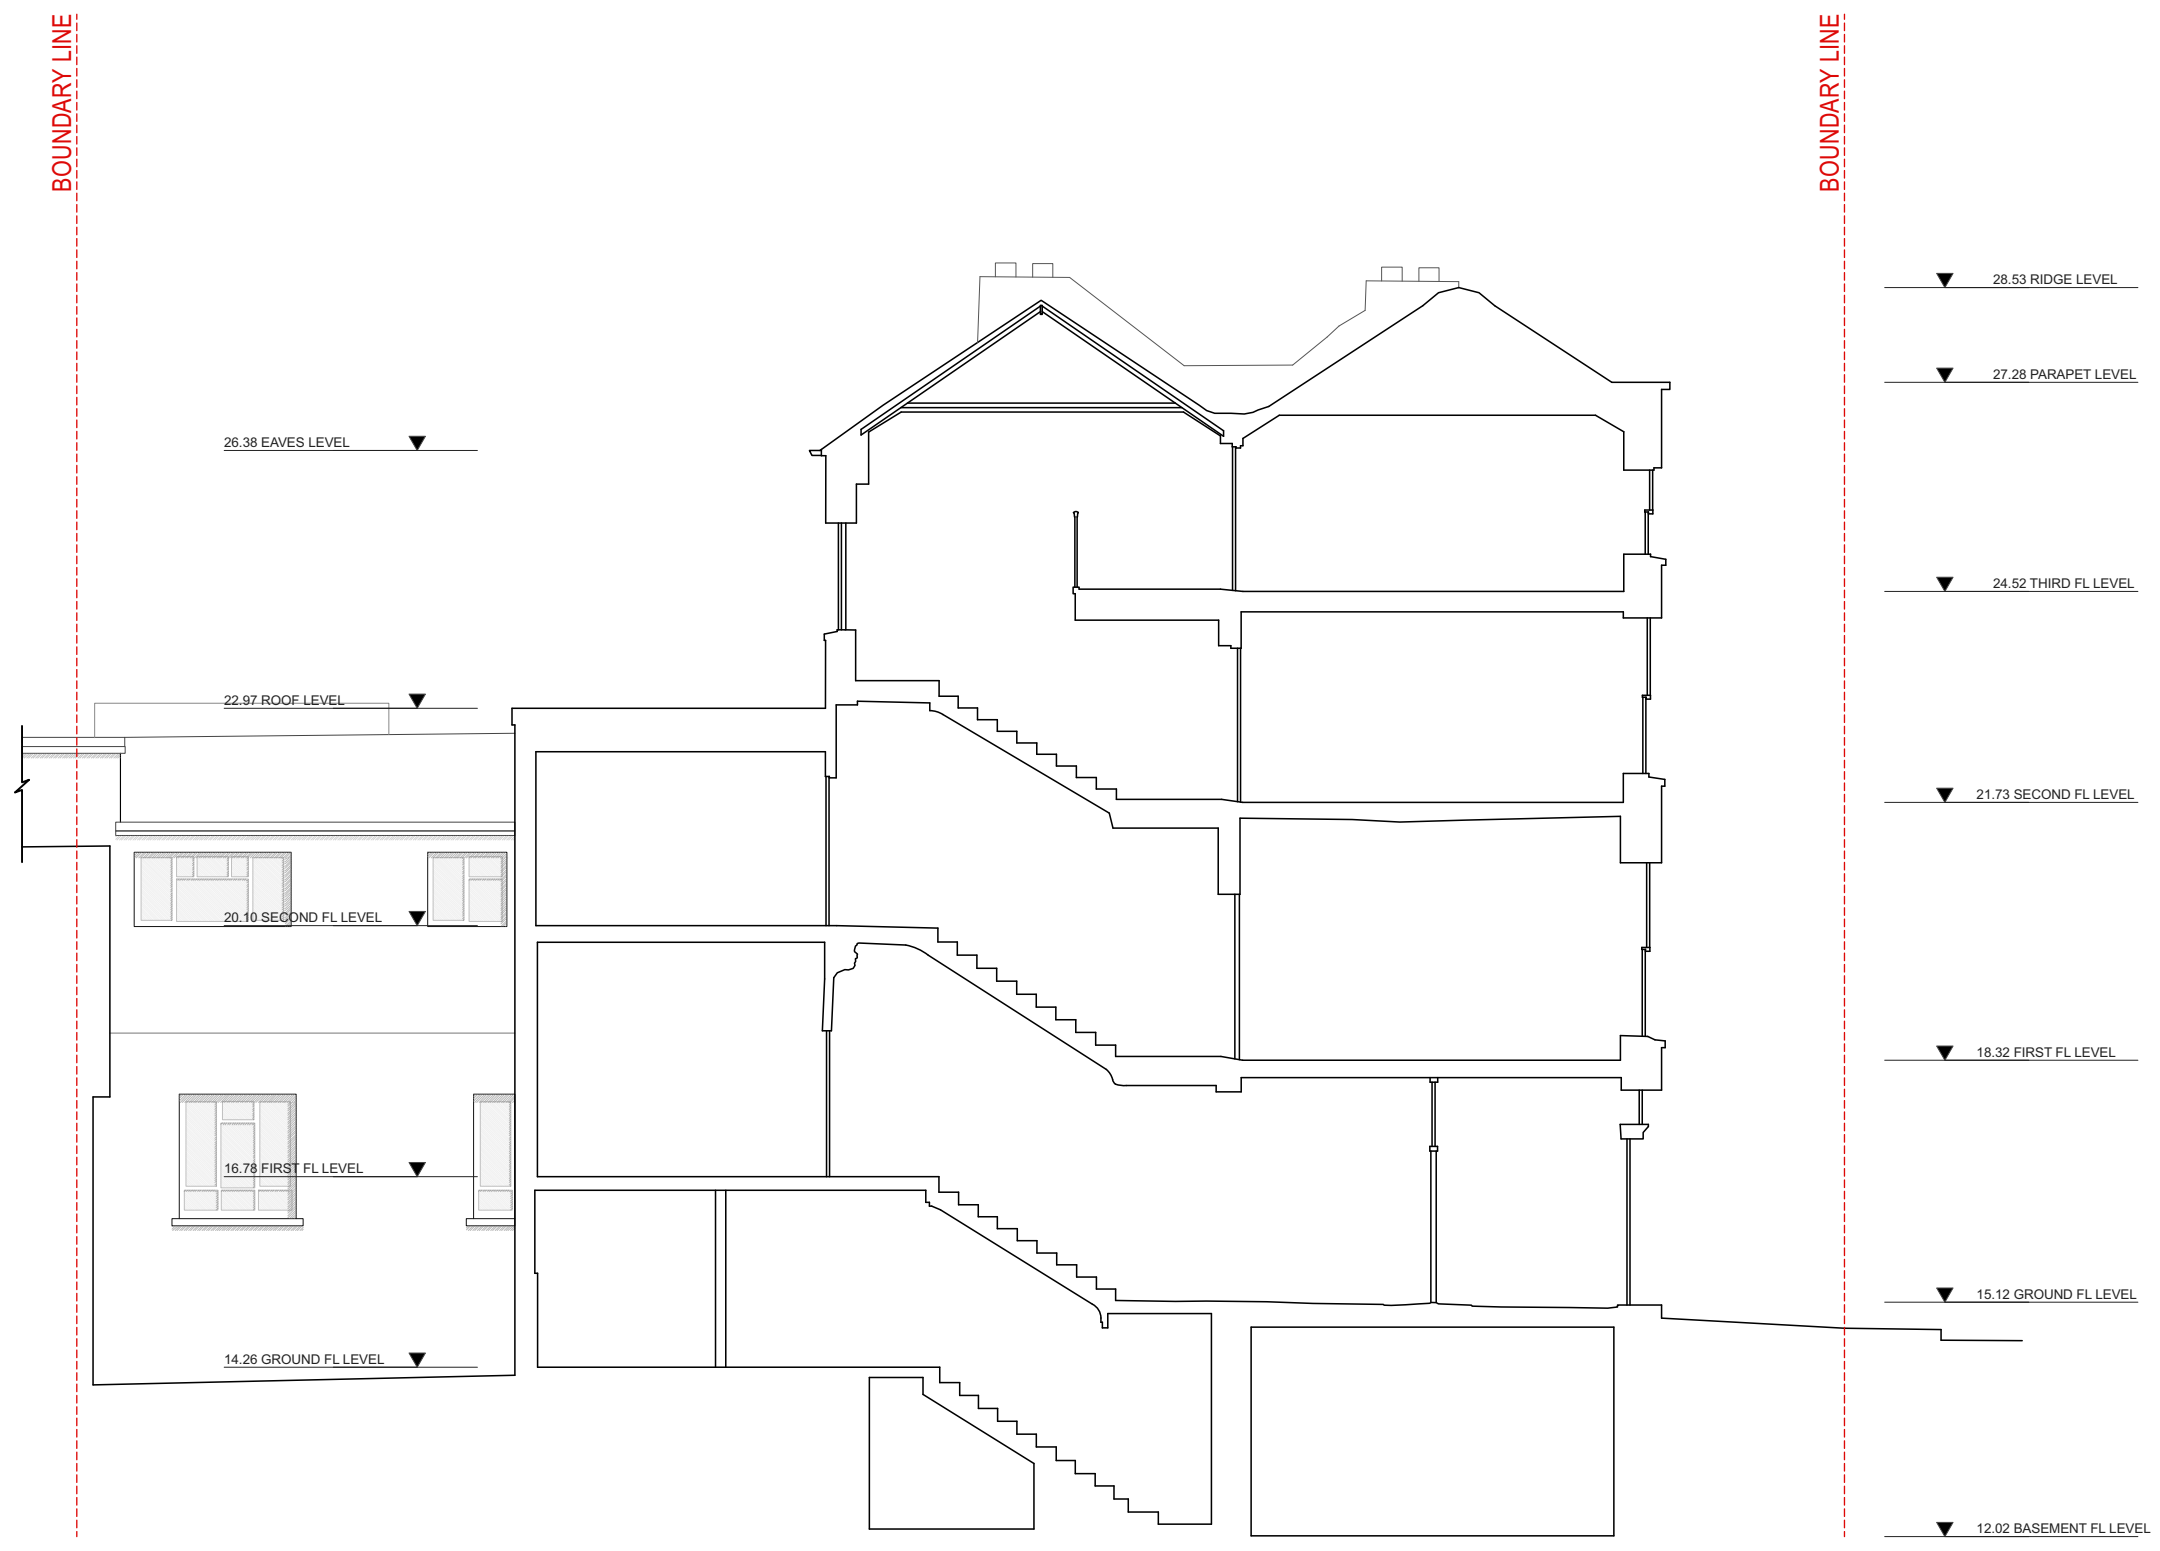 BOUNDARY LINE
BOUNDARY LINE
28.53 RIDGE LEVEL
27.28 PARAPET LEVEL
26.38 EAVES LEVEL
24.52 THIRD FL LEVEL
22.97 ROOF LEVEL
21.73 SECOND FL LEVEL
20.10 SECOND FL LEVEL
18.32 FIRST FL LEVEL
16.78 FIRST FL LEVEL
15.12 GROUND FL LEVEL
14.26 GROUND FL LEVEL
12.02 BASEMENT FL LEVEL